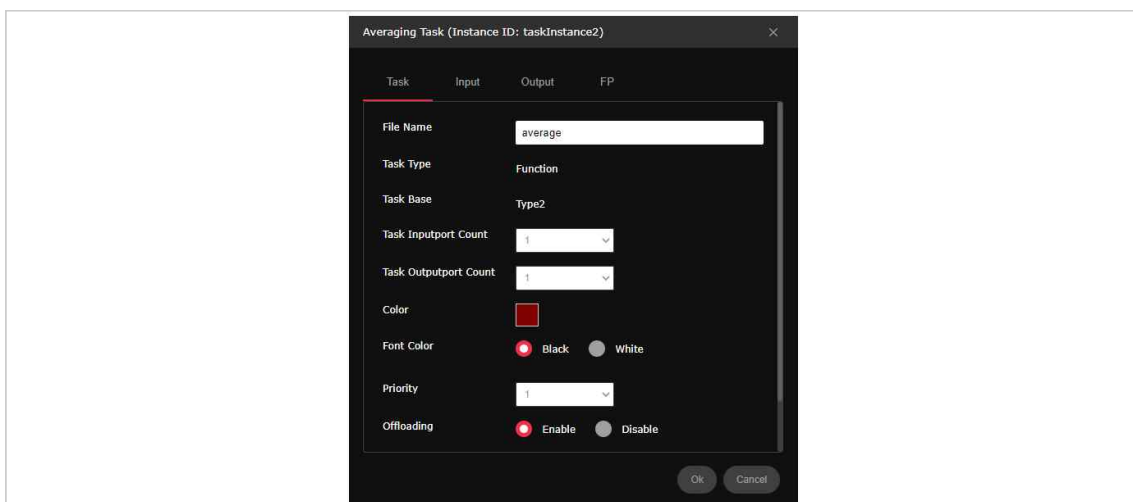 Averaging Task (Instance ID: taskInstance2)
Task Input Output FP
File Name average
Task Type Function
Task Base Type2
Task Inputport Count 1
Task Outputport Count 1
Color
Font Color Black White
Priority 1
Offloading Enable Disable
Ok Cancel